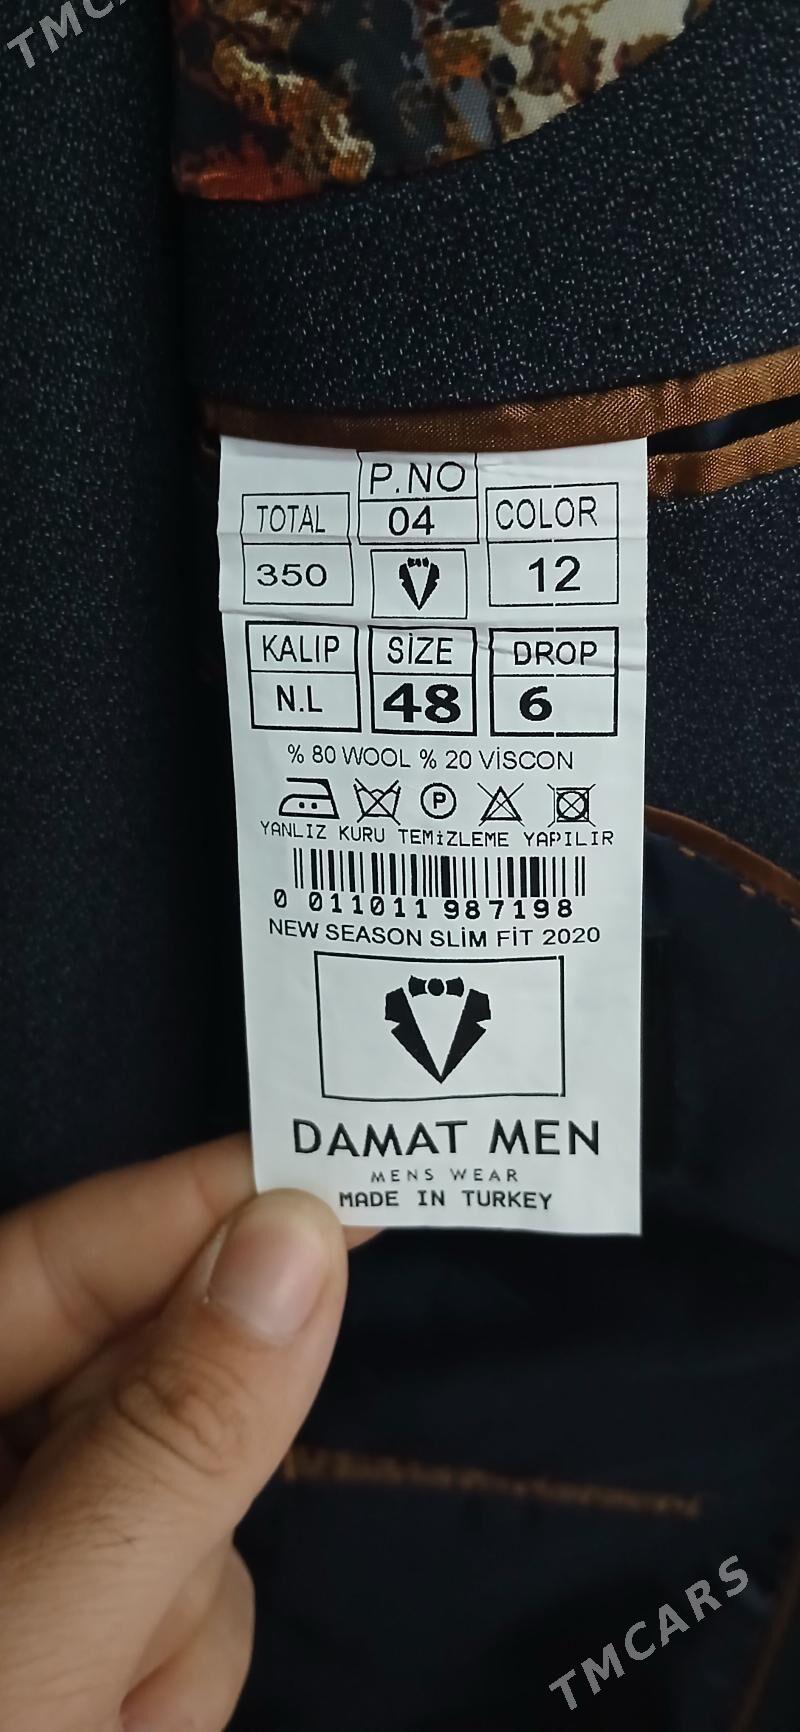 TMCA
P.NO
TOTAL 04 COLOR
350 12
KALIP SİZE DROP
N.L 48 6
% 80 WOOL % 20 VİSCON
P
YANLIZ KURU TEMİZLEME YAPILIR
0 011011 987198
NEW SEASON SLİM FİT 2020
DAMAT MEN
MENS WEAR
MADE IN TURKEY
TMCARS